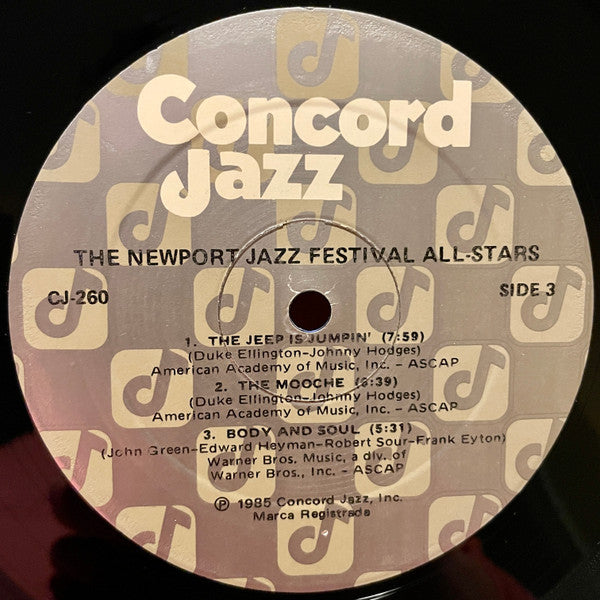 Concord
Jazz
THE NEWPORT JAZZ FESTIVAL ALL-STARS
CJ-260
SIDE 3
1. THE JEEP IS JUMPIN' (7:59)
(Duke Ellington-Johnny Hodges)
American Academy of Music, Inc. - ASCAP
2. THE MOOCHE (8:39)
(Duke Ellington-Johnny Hodges)
American Academy of Music, Inc. - ASCAP
3. BODY AND SOUL (5:31)
(John Green-Edward Heyman-Robert Sour-Frank Eyton)
Warner Bros. Music, a div. of
Warner Bros., Inc. - ASCAP
℗ 1985 Concord Jazz, Inc.
Marca Registrada